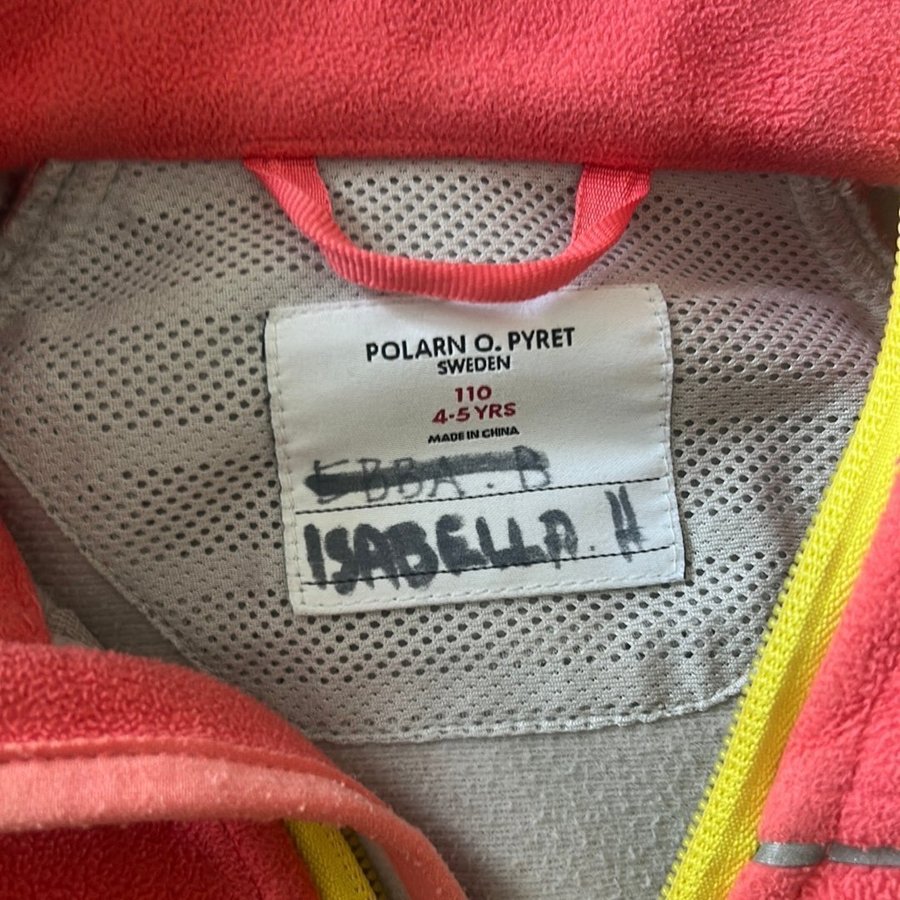 POLARN O. PYRET
SWEDEN
110
4-5 YRS
MADE IN CHINA
EBBA. B
ISABELLA. H